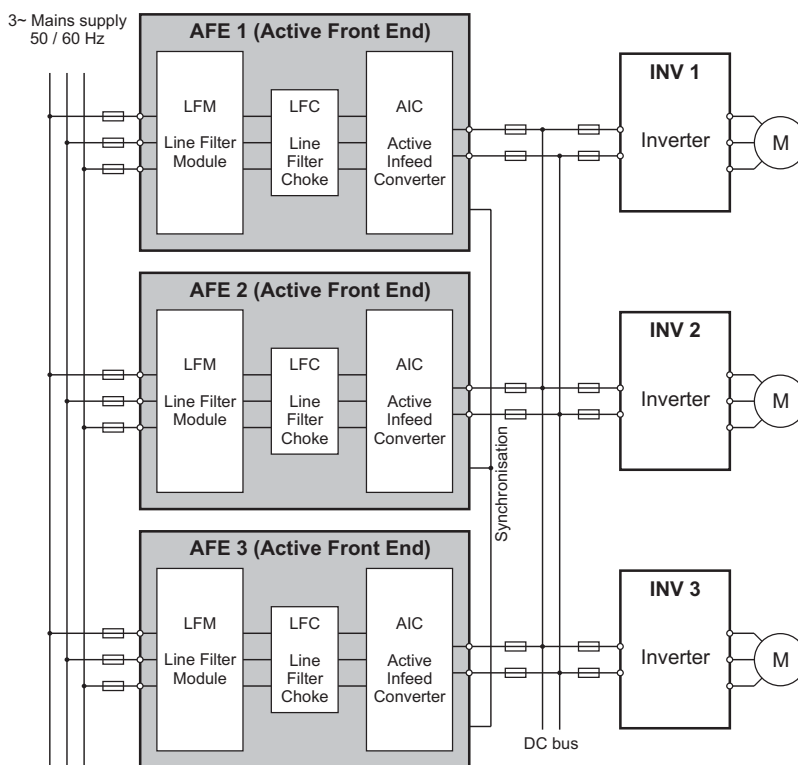 3~ Mains supply
50 / 60 Hz
AFE 1 (Active Front End)
LFM
Line Filter
Module
LFC
Line
Filter
Choke
AIC
Active
Infeed
Converter
INV 1
Inverter
M
AFE 2 (Active Front End)
LFM
Line Filter
Module
LFC
Line
Filter
Choke
AIC
Active
Infeed
Converter
Synchronisation
INV 2
Inverter
M
AFE 3 (Active Front End)
LFM
Line Filter
Module
LFC
Line
Filter
Choke
AIC
Active
Infeed
Converter
DC bus
INV 3
Inverter
M